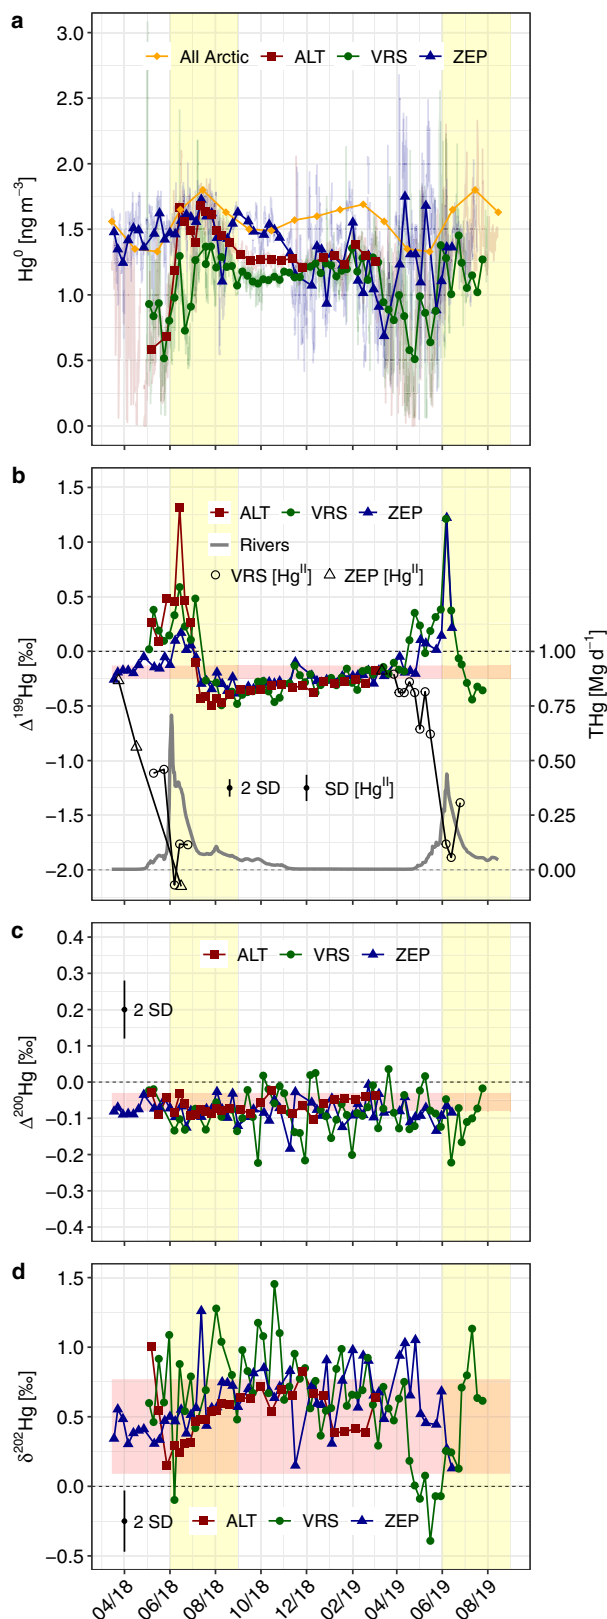 a
All Arctic ALT VRS ZEP
3.0
2.5
2.0
1.5
1.0
0.5
0.0
Hg⁰ [ng m⁻³]
b
ALT VRS ZEP
Rivers
VRS [Hgᴵᴵ] ZEP [Hgᴵᴵ]
1.5
1.0
0.5
0.0
−0.5
−1.0
−1.5
−2.0
Δ¹⁹⁹Hg [‰]
1.00
0.75
0.50
0.25
0.00
THg [Mg d⁻¹]
2 SD SD [Hgᴵᴵ]
c
ALT VRS ZEP
0.4
0.3
0.2
0.1
0.0
−0.1
−0.2
−0.3
−0.4
Δ²⁰⁰Hg [‰]
2 SD
d
1.5
1.0
0.5
0.0
−0.5
δ²⁰²Hg [‰]
2 SD
ALT VRS ZEP
04/18 06/18 08/18 10/18 12/18 02/19 04/19 06/19 08/19